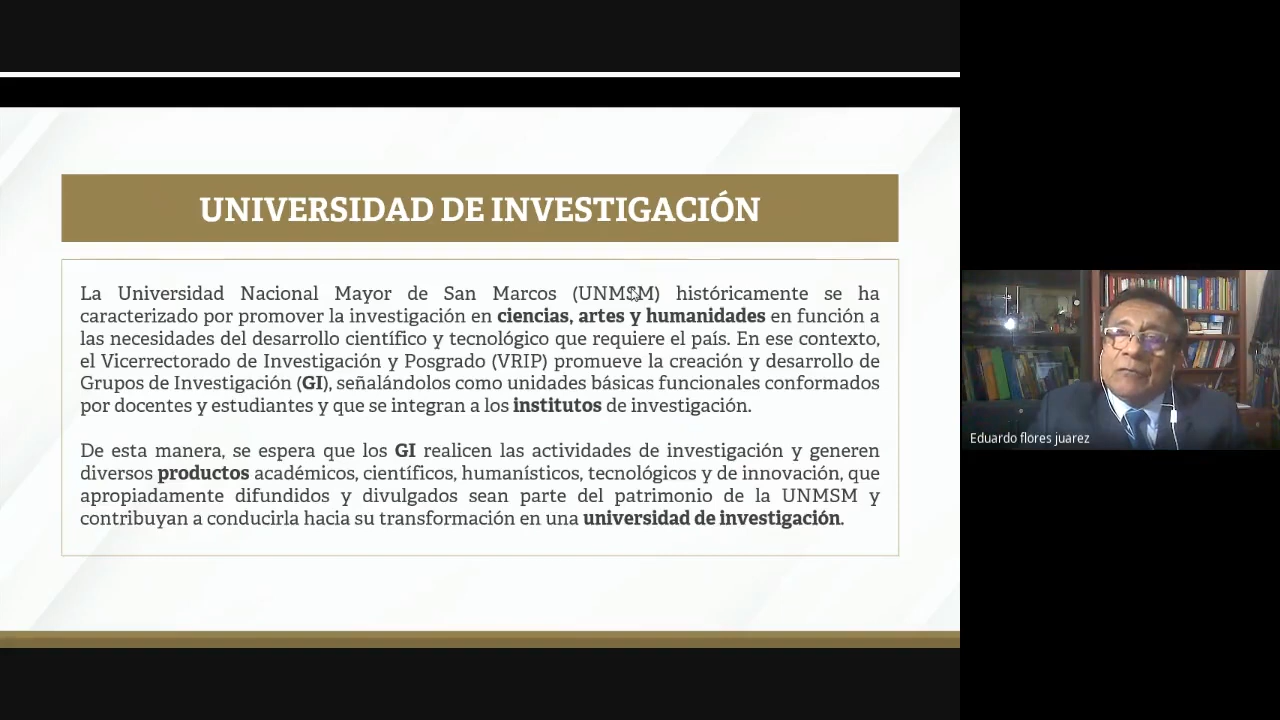 UNIVERSIDAD DE INVESTIGACIÓN
La Universidad Nacional Mayor de San Marcos (UNMSM) históricamente se ha
caracterizado por promover la investigación en ciencias, artes y humanidades en función a
las necesidades del desarrollo científico y tecnológico que requiere el país. En ese contexto,
el Vicerrectorado de Investigación y Posgrado (VRIP) promueve la creación y desarrollo de
Grupos de Investigación (GI), señalándolos como unidades básicas funcionales conformados
por docentes y estudiantes y que se integran a los institutos de investigación.
De esta manera, se espera que los GI realicen las actividades de investigación y generen
diversos productos académicos, científicos, humanísticos, tecnológicos y de innovación, que
apropiadamente difundidos y divulgados sean parte del patrimonio de la UNMSM y
contribuyan a conducirla hacia su transformación en una universidad de investigación.
Eduardo flores juarez